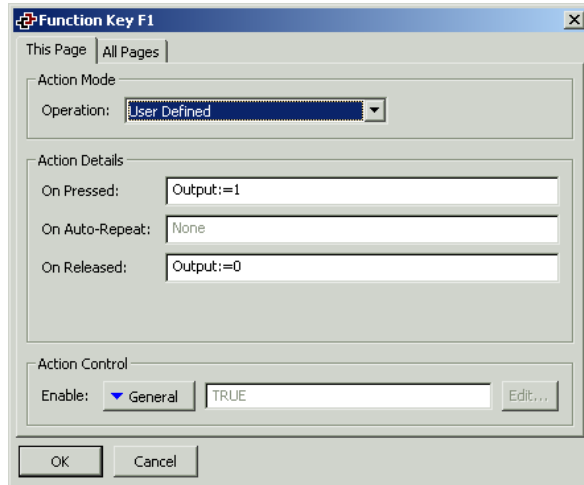 Function Key F1
This Page All Pages
Action Mode
Operation: User Defined
Action Details
On Pressed: Output:=1
On Auto-Repeat: None
On Released: Output:=0
Action Control
Enable: General TRUE Edit...
OK Cancel